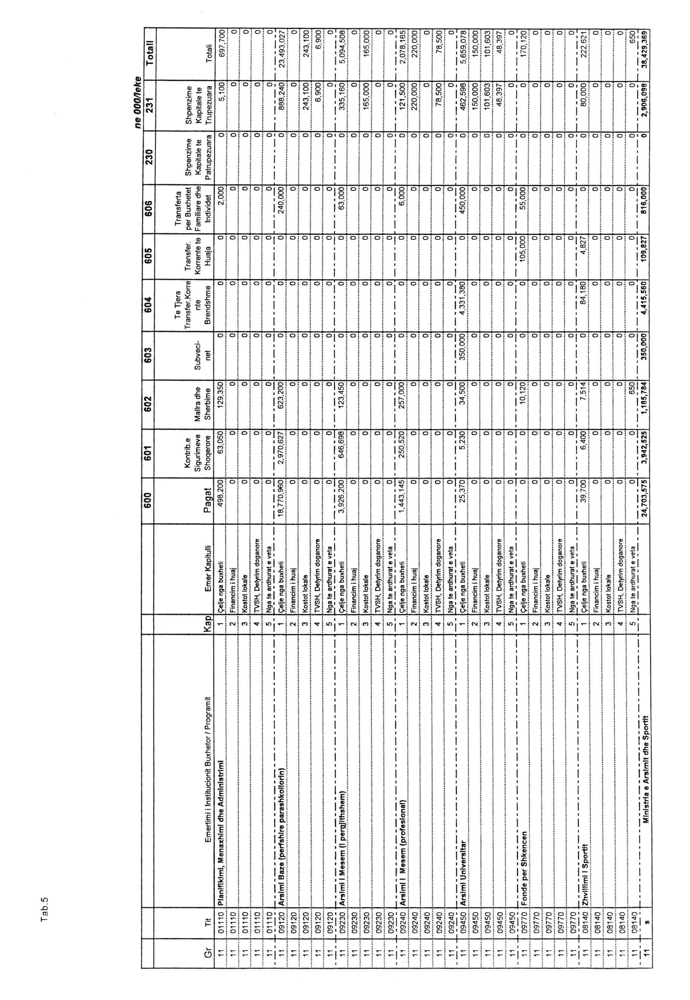 Tab.5
ne 000/leke
600 601 602 603 604 605 606 230 231 Totali
Gr Tit Emertimi i Institucionit Buxhetor / Programit Kap Emer Kapitulli Pagat Kontrib.e Sigurimeve Shoqerore Mallra dhe Sherbime Subveci-net Te Tjera Transfer.Korrente Brendshme Transfer. Korrente te Huaja Transferta per Buxhetet Familiare dhe Individet Shpenzime Kapitale te Patrupezuara Shpenzime Kapitale te Trupezuara Totali
11 01110 Planifikimi, Menaxhimi dhe Administrimi 1 Çelje nga buxheti 498,200 63,050 129,350 0 0 0 2,000 0 5,100 697,700
11 01110 2 Financim i huaj 0 0 0 0 0 0 0 0 0 0
11 01110 3 Kostot lokale 0 0 0 0 0 0 0 0 0 0
11 01110 4 TVSH, Detyrim doganore 0 0 0 0 0 0 0 0 0 0
11 01110 5 Nga te ardhurat e veta 0 0 0 0 0 0 0 0 0 0
11 09120 Arsimi Baze (perfshire parashkollorin) 1 Çelje nga buxheti 18,770,960 2,970,627 623,200 0 0 0 240,000 0 888,240 23,493,027
11 09120 2 Financim i huaj 0 0 0 0 0 0 0 0 0 0
11 09120 3 Kostot lokale 0 0 0 0 0 0 0 0 243,100 243,100
11 09120 4 TVSH, Detyrim doganore 0 0 0 0 0 0 0 0 6,900 6,900
11 09120 5 Nga te ardhurat e veta 0 0 0 0 0 0 0 0 0 0
11 09230 Arsimi i Mesem (i pergjithshem) 1 Çelje nga buxheti 3,926,200 646,698 123,450 0 0 0 63,000 0 335,160 5,094,508
11 09230 2 Financim i huaj 0 0 0 0 0 0 0 0 0 0
11 09230 3 Kostot lokale 0 0 0 0 0 0 0 0 165,000 165,000
11 09230 4 TVSH, Detyrim doganore 0 0 0 0 0 0 0 0 0 0
11 09230 5 Nga te ardhurat e veta 0 0 0 0 0 0 0 0 0 0
11 09240 Arsimi i Mesem (profesional) 1 Çelje nga buxheti 1,443,145 250,520 257,000 0 0 0 6,000 0 121,500 2,078,165
11 09240 2 Financim i huaj 0 0 0 0 0 0 0 0 220,000 220,000
11 09240 3 Kostot lokale 0 0 0 0 0 0 0 0 0 0
11 09240 4 TVSH, Detyrim doganore 0 0 0 0 0 0 0 0 78,500 78,500
11 09240 5 Nga te ardhurat e veta 0 0 0 0 0 0 0 0 0 0
11 09450 Arsimi Universitar 1 Çelje nga buxheti 25,370 5,230 34,500 350,000 4,331,380 0 450,000 0 462,598 5,659,078
11 09450 2 Financim i huaj 0 0 0 0 0 0 0 0 150,000 150,000
11 09450 3 Kostot lokale 0 0 0 0 0 0 0 0 101,603 101,603
11 09450 4 TVSH, Detyrim doganore 0 0 0 0 0 0 0 0 48,397 48,397
11 09450 5 Nga te ardhurat e veta 0 0 0 0 0 0 0 0 0 0
11 09770 Fonde per Shkencen 1 Çelje nga buxheti 0 0 10,120 0 0 105,000 55,000 0 0 170,120
11 09770 2 Financim i huaj 0 0 0 0 0 0 0 0 0 0
11 09770 3 Kostot lokale 0 0 0 0 0 0 0 0 0 0
11 09770 4 TVSH, Detyrim doganore 0 0 0 0 0 0 0 0 0 0
11 09770 5 Nga te ardhurat e veta 0 0 0 0 0 0 0 0 0 0
11 08140 Zhvillimi i Sportit 1 Çelje nga buxheti 39,700 6,400 7,514 0 84,180 4,827 0 0 80,000 222,621
11 08140 2 Financim i huaj 0 0 0 0 0 0 0 0 0 0
11 08140 3 Kostot lokale 0 0 0 0 0 0 0 0 0 0
11 08140 4 TVSH, Detyrim doganore 0 0 0 0 0 0 0 0 0 0
11 08140 5 Nga te ardhurat e veta 0 0 650 0 0 0 0 0 0 650
11 s Ministria e Arsimit dhe Sportit 24,703,575 3,942,525 1,185,784 350,000 4,415,560 109,827 816,000 0 2,906,098 38,429,369